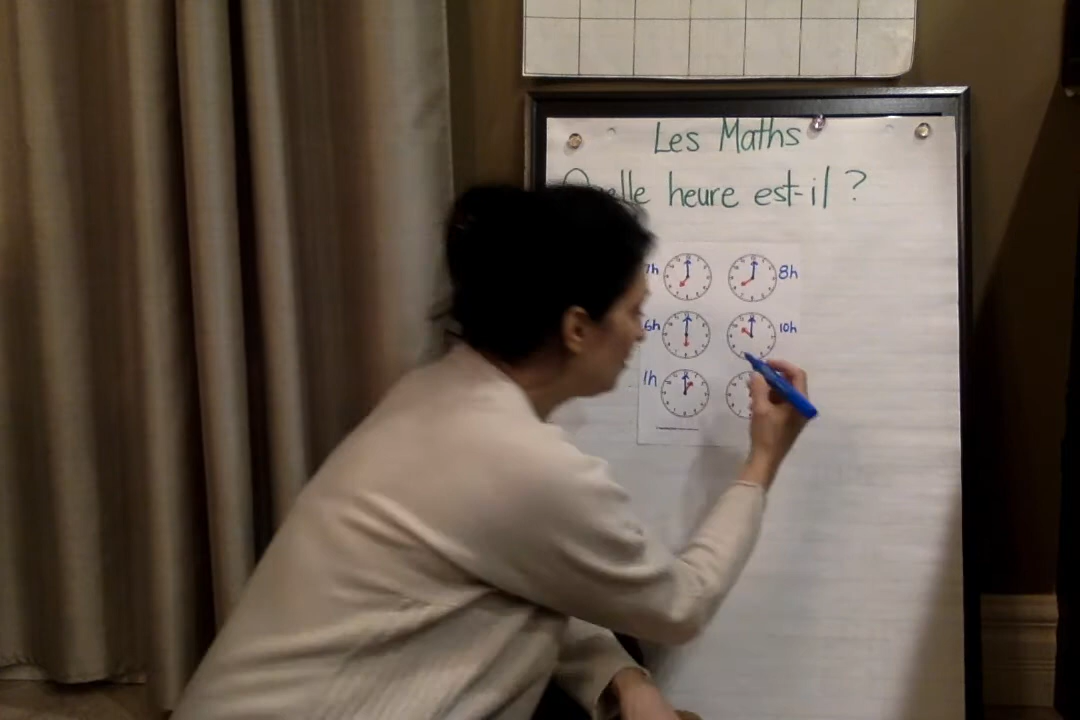 Les Maths
Quelle heure est-il ?
7h 8h
6h 10h
1h